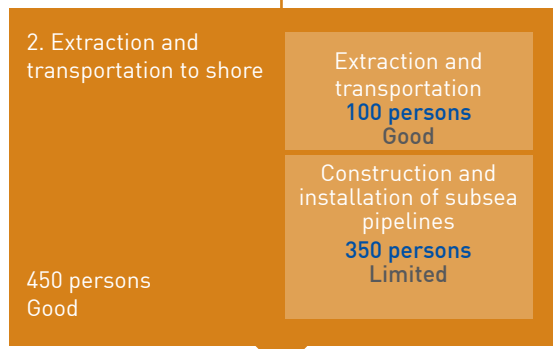 2. Extraction and
transportation to shore
450 persons
Good
Extraction and
transportation
100 persons
Good
Construction and
installation of subsea
pipelines
350 persons
Limited